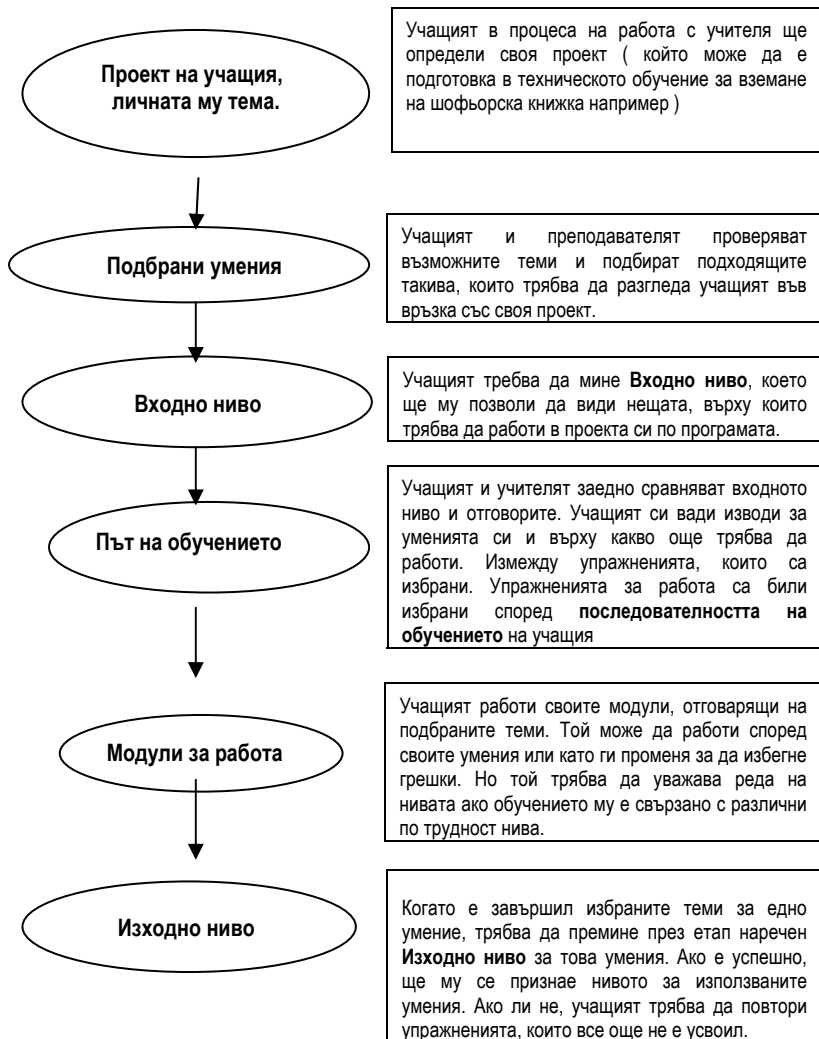 Проект на учащия,
личната му тема.
Учащият в процеса на работа с учителя ще
определи своя проект ( който може да е
подготовка в техническото обучение за вземане
на шофьорска книжка например )
Подбрани умения
Учащият и преподавателят проверяват
възможните теми и подбират подходящите
такива, които трябва да разгледа учащият във
връзка със своя проект.
Входно ниво
Учащият требва да мине Входно ниво, което
ще му позволи да види нещата, върху които
трябва да работи в проекта си по програмата.
Път на обучението
Учащият и учителят заедно сравняват входното
ниво и отговорите. Учащият си вади изводи за
уменията си и върху какво още трябва да
работи. Измежду упражненията, които са
избрани. Упражненията за работа са били
избрани според последователността на
обучението на учащия
Модули за работа
Учащият работи своите модули, отговарящи на
подбраните теми. Той може да работи според
своите умения или като ги променя за да избегне
грешки. Но той трябва да уважава реда на
нивата ако обучението му е свързано с различни
по трудност нива.
Изходно ниво
Когато е завършил избраните теми за едно
умение, трябва да премине през етап наречен
Изходно ниво за това умения. Ако е успешно,
ще му се признае нивото за използваните
умения. Ако ли не, учащият трябва да повтори
упражненията, които все още не е усвоил.